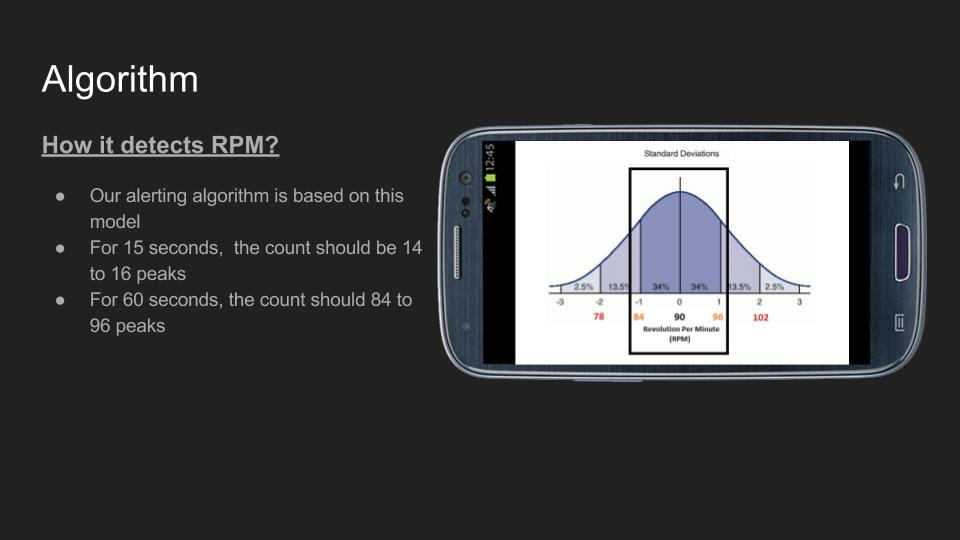 Algorithm
How it detects RPM?
● Our alerting algorithm is based on this
model
● For 15 seconds, the count should be 14
to 16 peaks
● For 60 seconds, the count should 84 to
96 peaks
12:45
Standard Deviations
2.5% 13.5% 34% 34% 13.5% 2.5%
-3 -2 -1 0 1 2 3
78 84 90 96 102
Revolution Per Minute
(RPM)